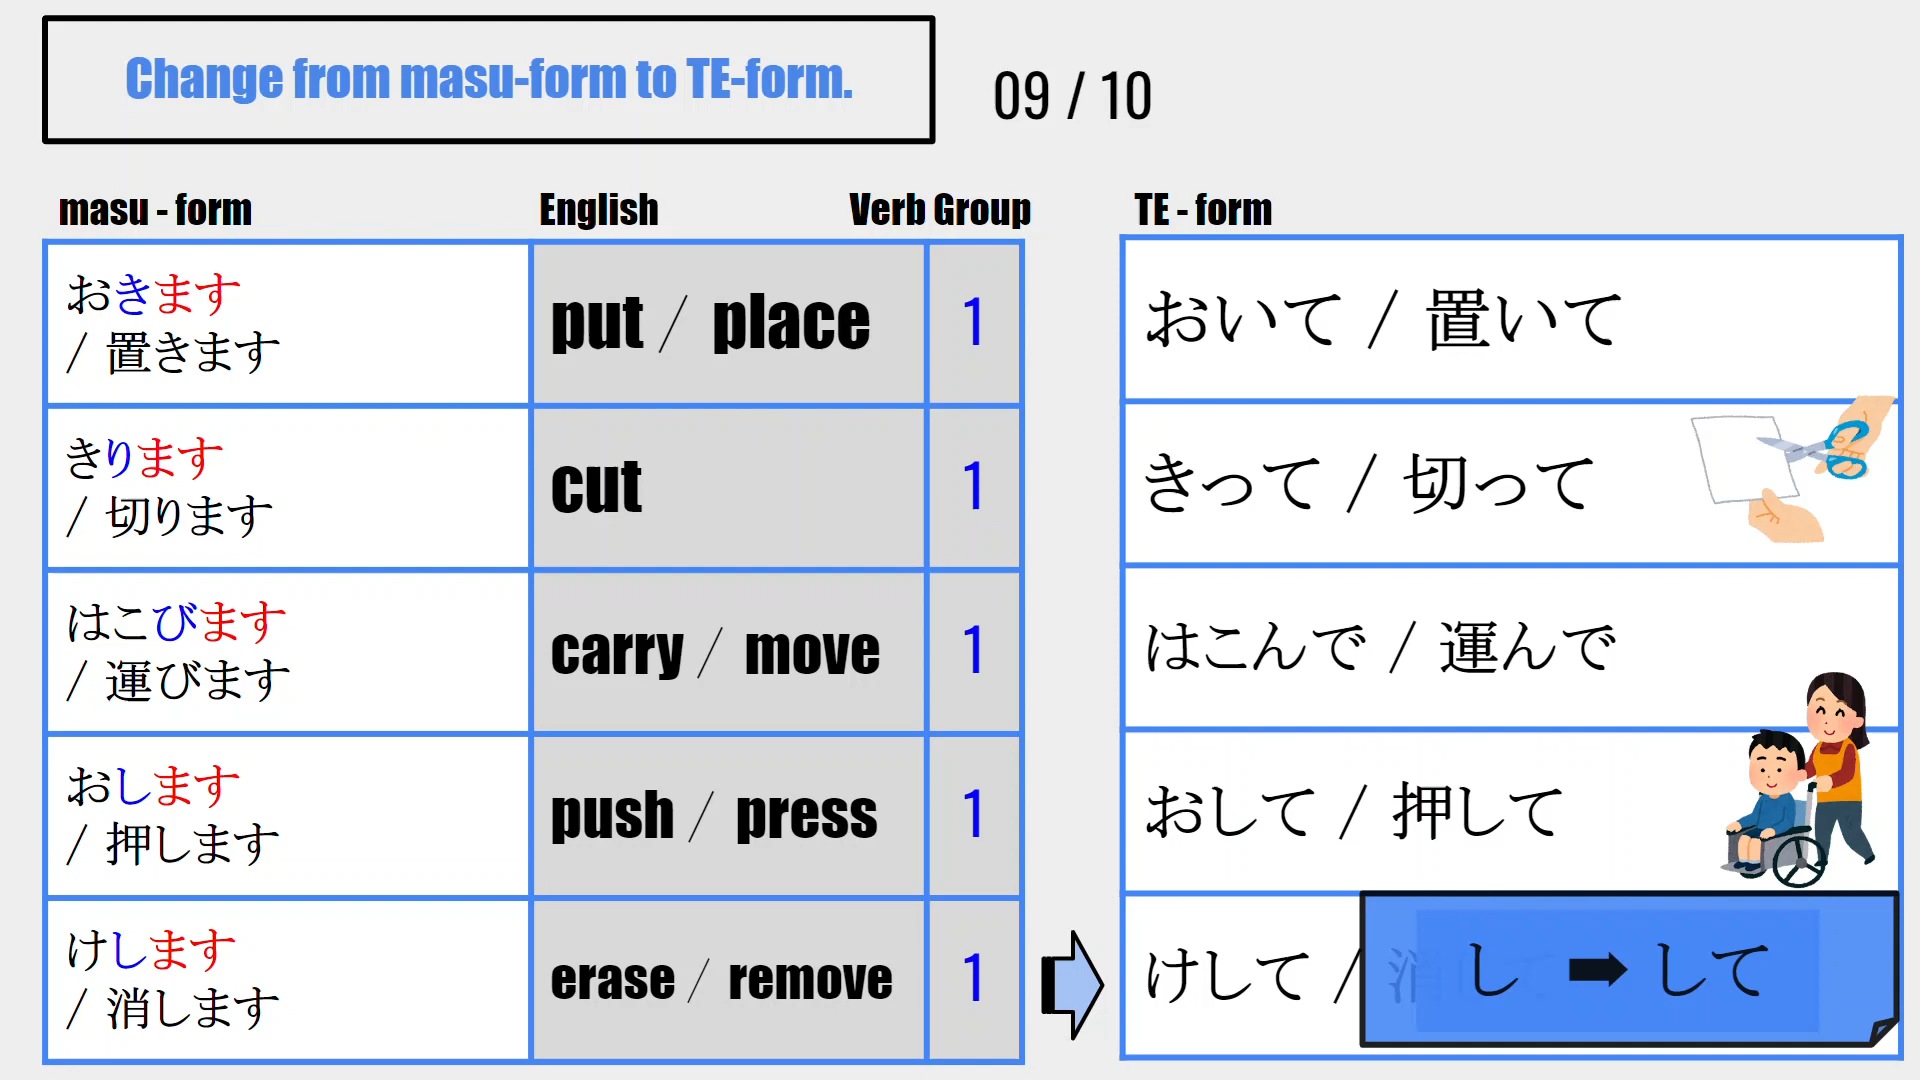 Change from masu-form to TE-form.
09 / 10
masu - form English Verb Group TE - form
おきます
/ 置きます
put / place
1
おいて / 置いて
きります
/ 切ります
cut
1
きって / 切って
はこびます
/ 運びます
carry / move
1
はこんで / 運んで
おします
/ 押します
push / press
1
おして / 押して
けします
/ 消します
erase / remove
1
けして / 消して
し ➡ して